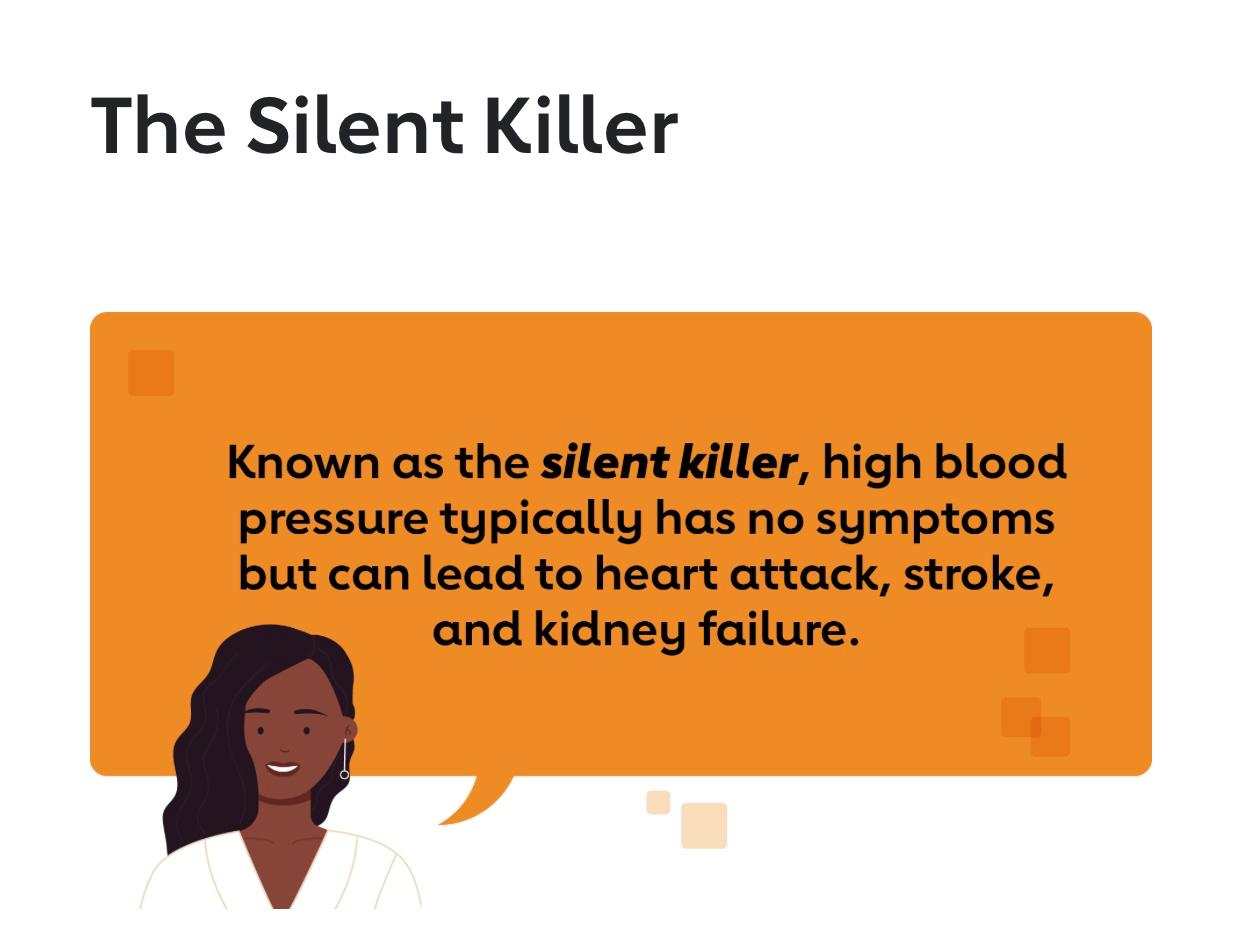 The Silent Killer
Known as the silent killer, high blood
pressure typically has no symptoms
but can lead to heart attack, stroke,
and kidney failure.